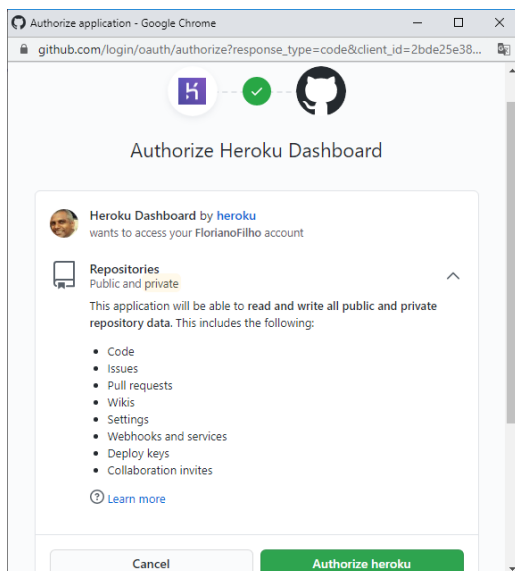 Authorize application - Google Chrome
github.com/login/oauth/authorize?response_type=code&client_id=2bde25e38...
Authorize Heroku Dashboard
Heroku Dashboard by heroku
wants to access your FlorianoFilho account
Repositories
Public and private
This application will be able to read and write all public and private
repository data. This includes the following:
Code
Issues
Pull requests
Wikis
Settings
Webhooks and services
Deploy keys
Collaboration invites
Learn more
Cancel
Authorize heroku